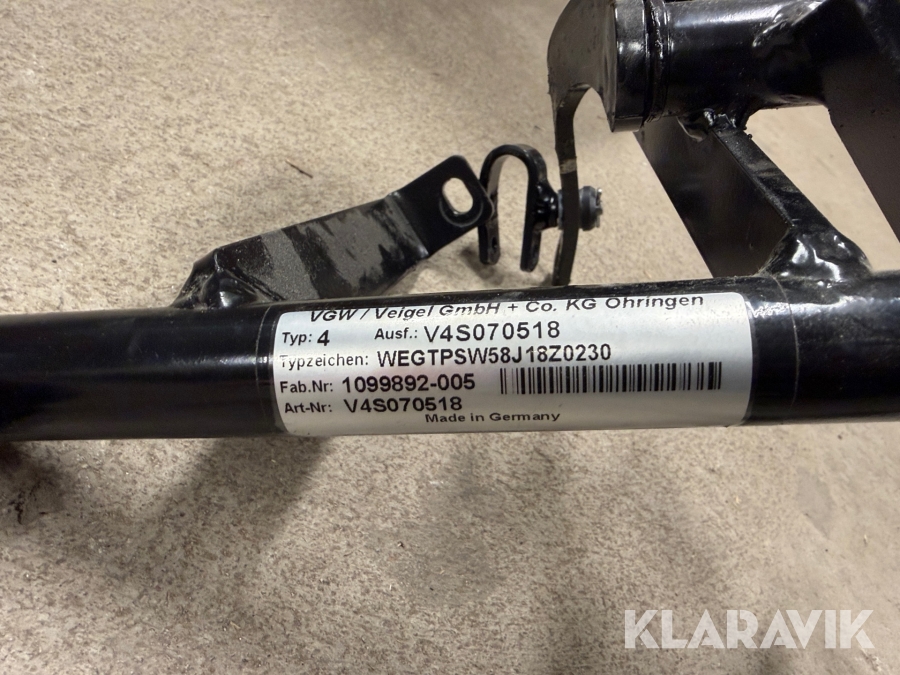 VGW / Veigel GmbH + Co. KG Öhringen
Typ: 4 Ausf.: V4S070518
Typzeichen: WEGTPSW58J18Z0230
Fab.Nr: 1099892-005
Art-Nr: V4S070518
Made in Germany
KLARAVIK